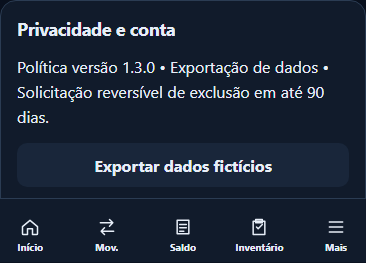 Privacidade e conta
Política versão 1.3.0 • Exportação de dados •
Solicitação reversível de exclusão em até 90
dias.
Exportar dados fictícios
Início Mov. Saldo Inventário Mais